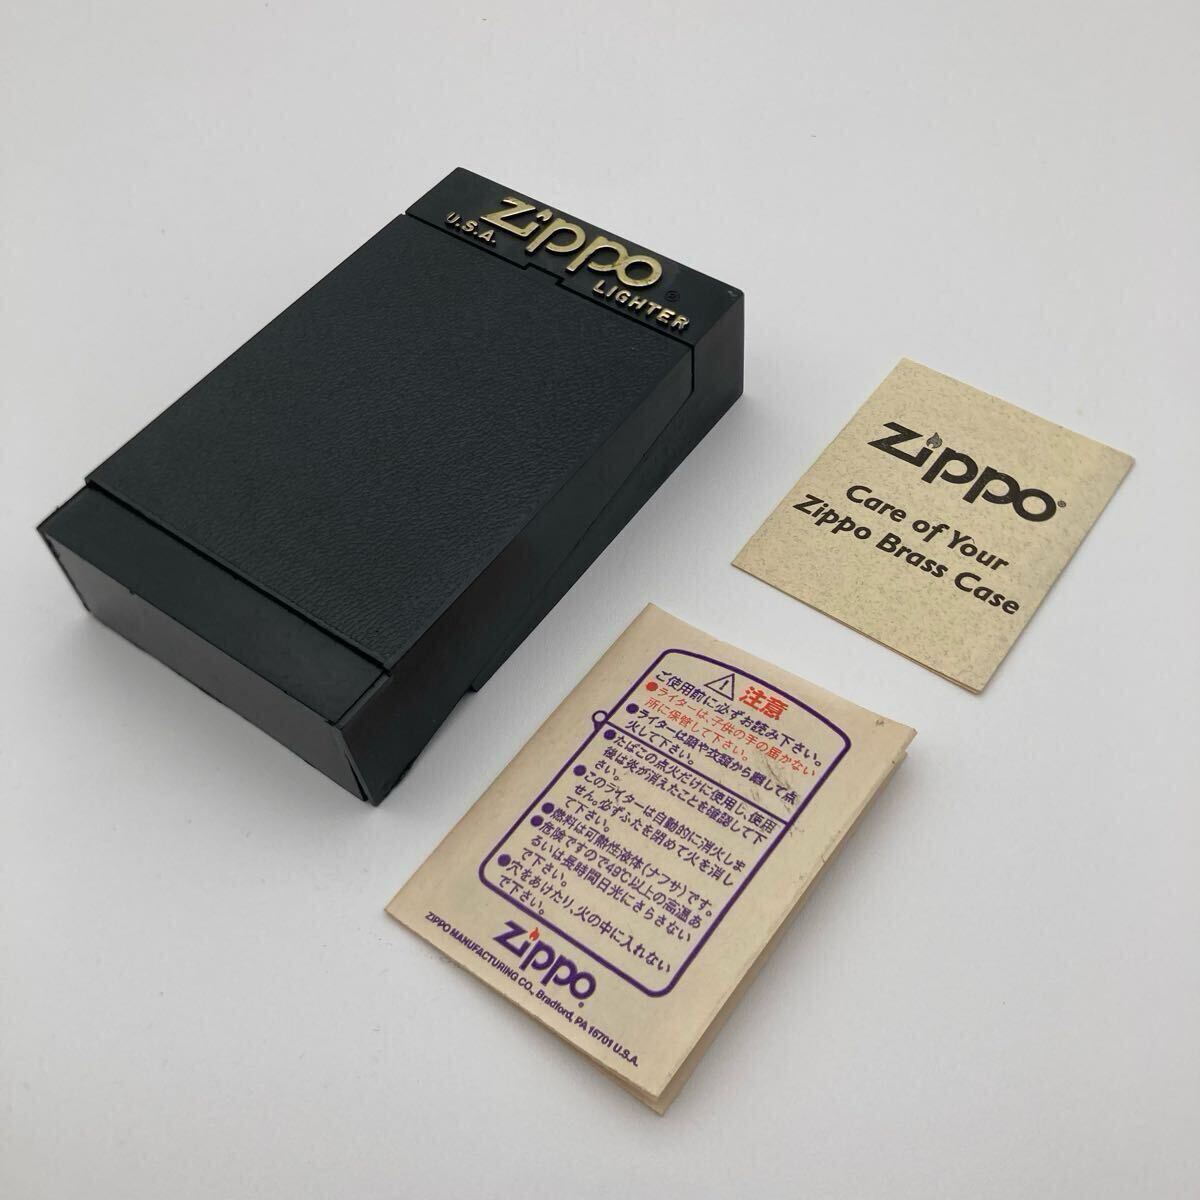 Zippo
U.S.A.
®
LIGHTER
Zippo®
Care of Your
Zippo Brass Case
注意
ご使用前に必ずお読み下さい。
●ライターは、子供の手の届かない
所に保管して下さい。
●ライターは顔や衣類から離して点
火して下さい。
●たばこの点火だけに使用し、使用
後は炎が消えたことを確認して下
さい。
●このライターは自動的に消火しま
せん。必ずふたを閉めて火を消し
て下さい。
●燃料は可燃性液体(ナフサ)です。
危険ですので49℃以上の高温あ
るいは長時間日光にさらさない
で下さい。
●穴をあけたり、火の中に入れない
で下さい。
Zippo®
ZIPPO MANUFACTURING CO., Bradford, PA 16701 U.S.A.